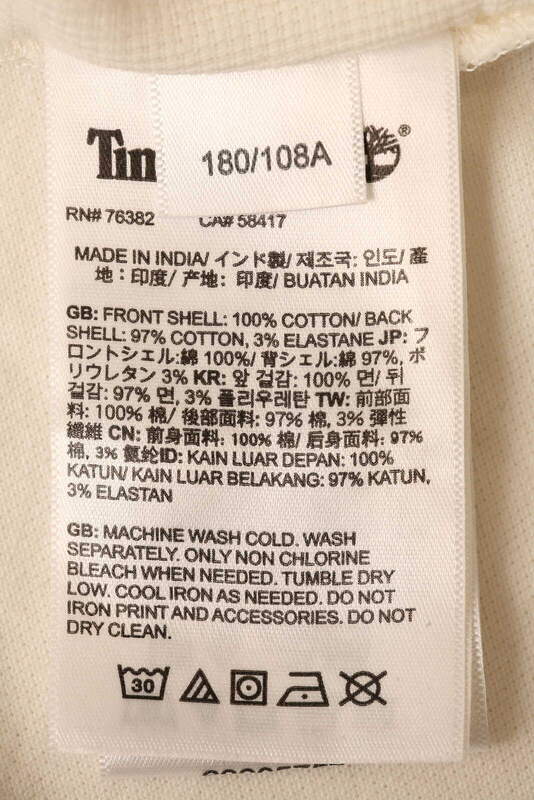 Tim
180/108A
®
RN# 76382 CA# 58417
MADE IN INDIA/ インド製/ 제조국: 인도/ 產
地：印度/ 产地: 印度/ BUATAN INDIA
GB: FRONT SHELL: 100% COTTON/ BACK
SHELL: 97% COTTON, 3% ELASTANE JP: フ
ロントシェル:綿 100%/ 背シェル:綿 97%, ポ
リウレタン 3% KR: 앞 겉감: 100% 면/ 뒤
겉감: 97% 면, 3% 폴리우레탄 TW: 前部面
料: 100% 棉/ 後部面料: 97% 棉, 3% 彈性
纖維 CN: 前身面料: 100% 棉/ 后身面料: 97%
棉, 3% 氨纶ID: KAIN LUAR DEPAN: 100%
KATUN/ KAIN LUAR BELAKANG: 97% KATUN,
3% ELASTAN
GB: MACHINE WASH COLD. WASH
SEPARATELY. ONLY NON CHLORINE
BLEACH WHEN NEEDED. TUMBLE DRY
LOW. COOL IRON AS NEEDED. DO NOT
IRON PRINT AND ACCESSORIES. DO NOT
DRY CLEAN.
30